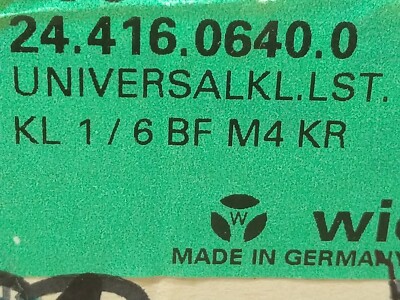 24.416.0640.0
UNIVERSALKL.LST.
KL 1 / 6 BF M4 KR
W
MADE IN GERMANY